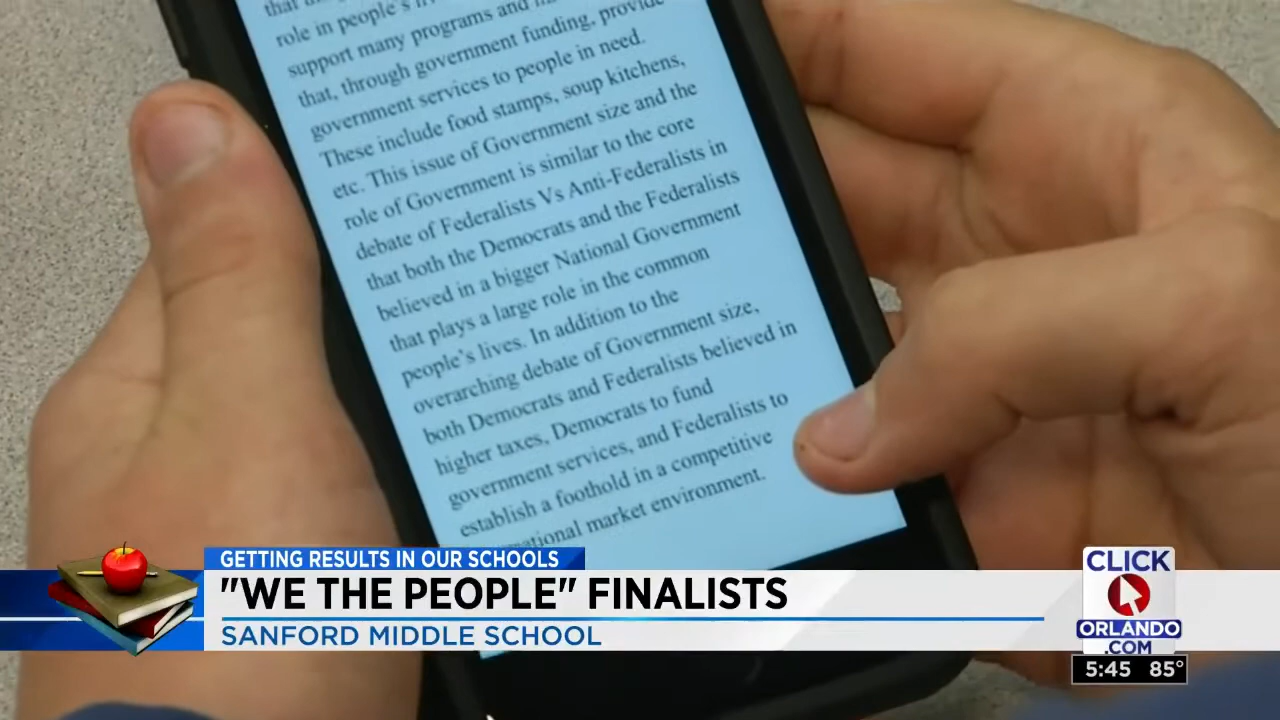 that
role in people's
support many programs and
that, through government funding, provide
government services to people in need.
These include food stamps, soup kitchens,
etc. This issue of Government size and the
role of Government is similar to the core
debate of Federalists Vs Anti-Federalists in
that both the Democrats and the Federalists
believed in a bigger National Government
that plays a large role in the common
people's lives. In addition to the
overarching debate of Government size,
both Democrats and Federalists believed in
higher taxes, Democrats to fund
government services, and Federalists to
establish a foothold in a competitive
market environment.
GETTING RESULTS IN OUR SCHOOLS
"WE THE PEOPLE" FINALISTS
SANFORD MIDDLE SCHOOL
CLICK
ORLANDO
.COM
5:45 85°